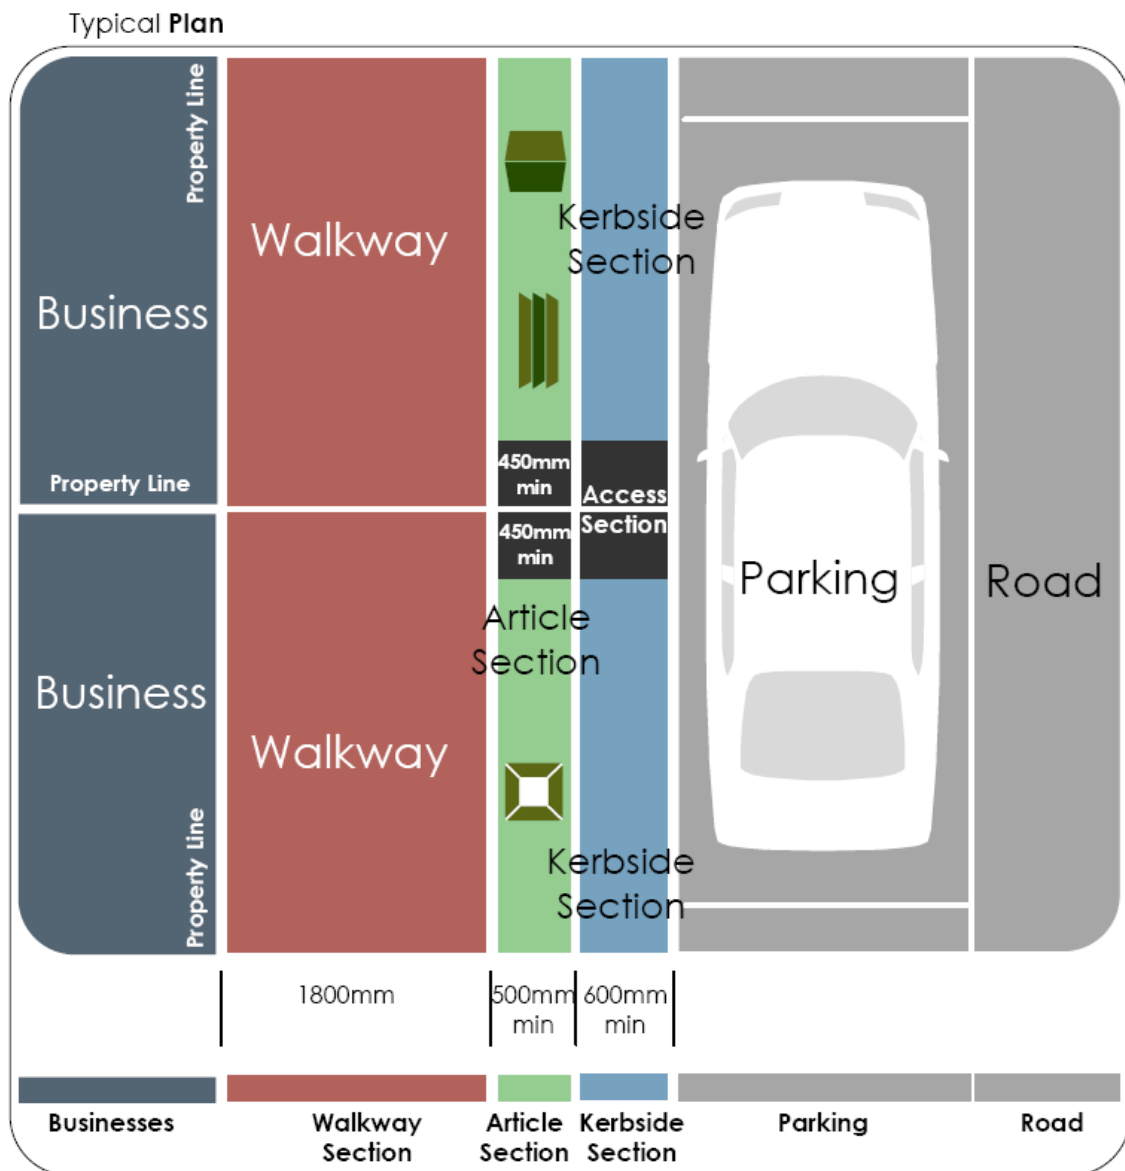 Typical Plan
Property Line
Walkway
Kerbside
Section
Business
Property Line
450mm
min
Access
Section
450mm
min
Parking
Road
Article
Section
Business
Walkway
Property Line
Kerbside
Section
1800mm
500mm
min
600mm
min
Businesses
Walkway
Section
Article
Section
Kerbside
Section
Parking
Road